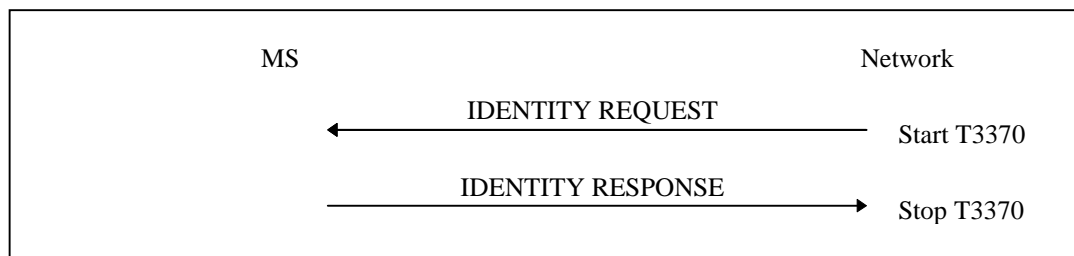 MS Network
IDENTITY REQUEST
Start T3370
IDENTITY RESPONSE
Stop T3370